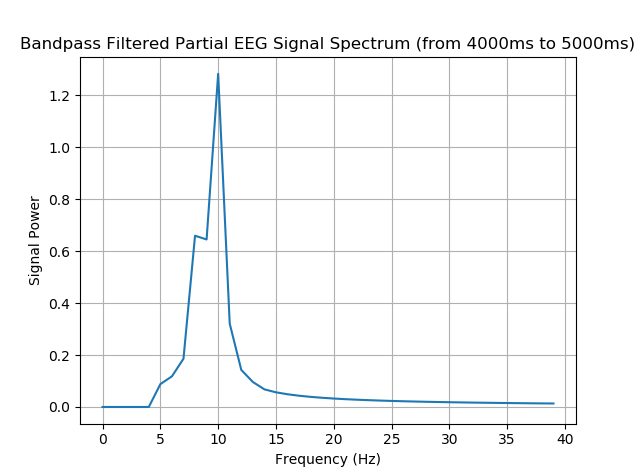 Bandpass Filtered Partial EEG Signal Spectrum (from 4000ms to 5000ms)
1.2
1.0
0.8
0.6
0.4
0.2
0.0
Signal Power
0 5 10 15 20 25 30 35 40
Frequency (Hz)